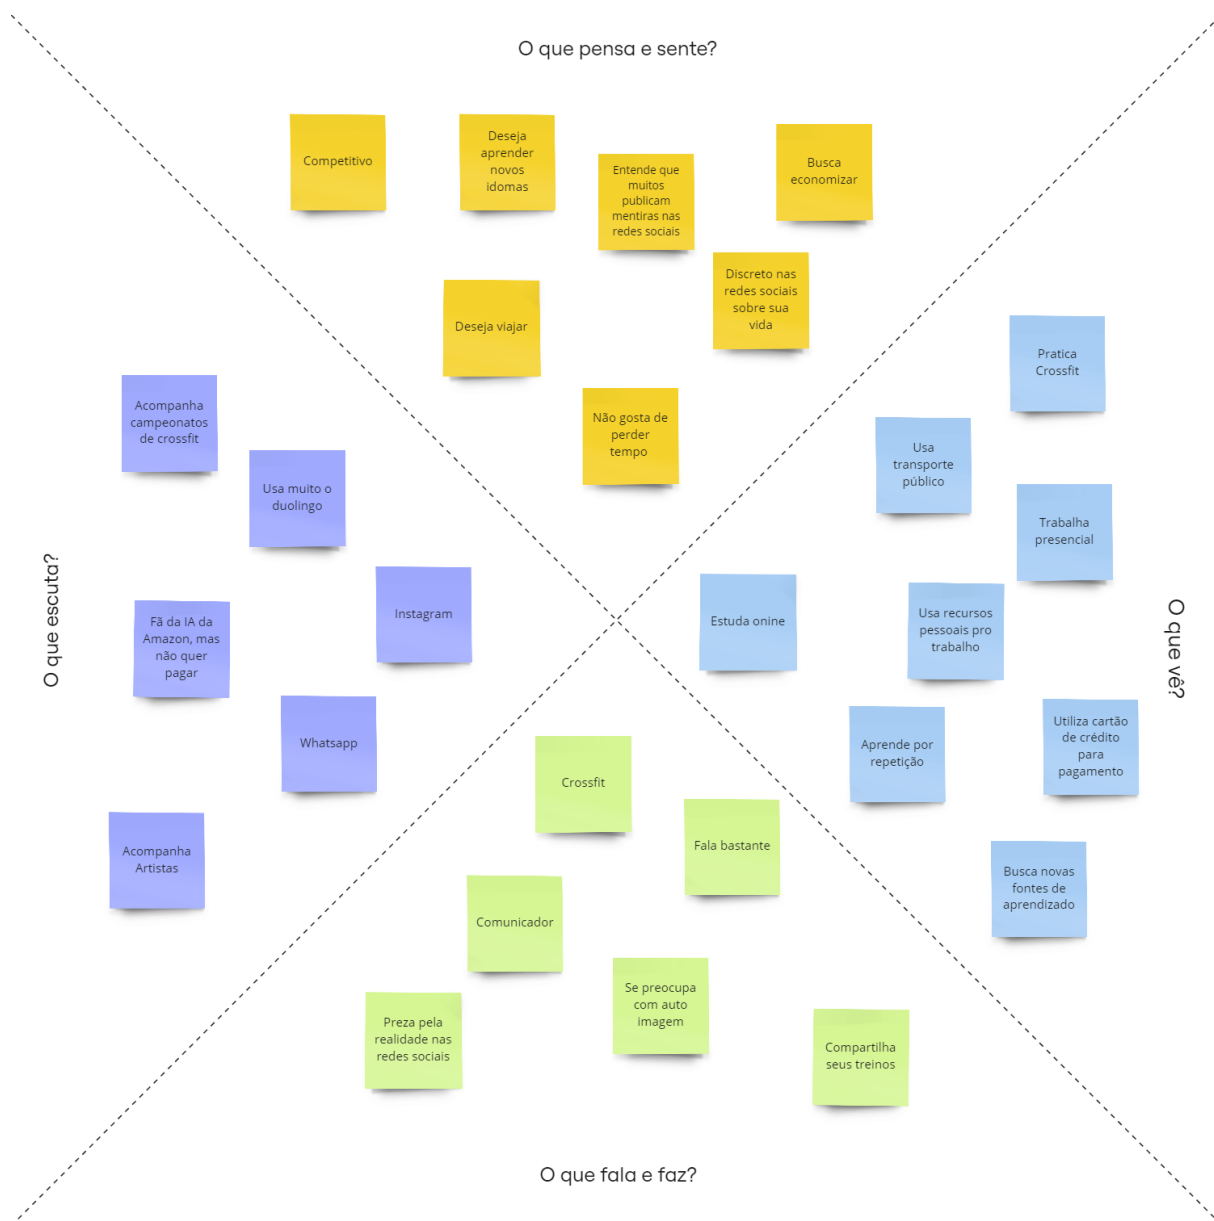 O que pensa e sente?
Competitivo
Deseja
aprender
novos
idomas
Entende que
muitos
publicam
mentiras nas
redes sociais
Busca
economizar
Deseja viajar
Discreto nas
redes sociais
sobre sua
vida
Não gosta de
perder
tempo
O que escuta?
Acompanha
campeonatos
de crossfit
Usa muito o
duolingo
Instagram
Fã da IA da
Amazon, mas
não quer
pagar
Whatsapp
Acompanha
Artistas
O que vê?
Pratica
Crossfit
Usa
transporte
público
Trabalha
presencial
Estuda onine
Usa recursos
pessoais pro
trabalho
Aprende por
repetição
Utiliza cartão
de crédito
para
pagamento
Busca novas
fontes de
aprendizado
Crossfit
Fala bastante
Comunicador
Se preocupa
com auto
imagem
Preza pela
realidade nas
redes sociais
Compartilha
seus treinos
O que fala e faz?